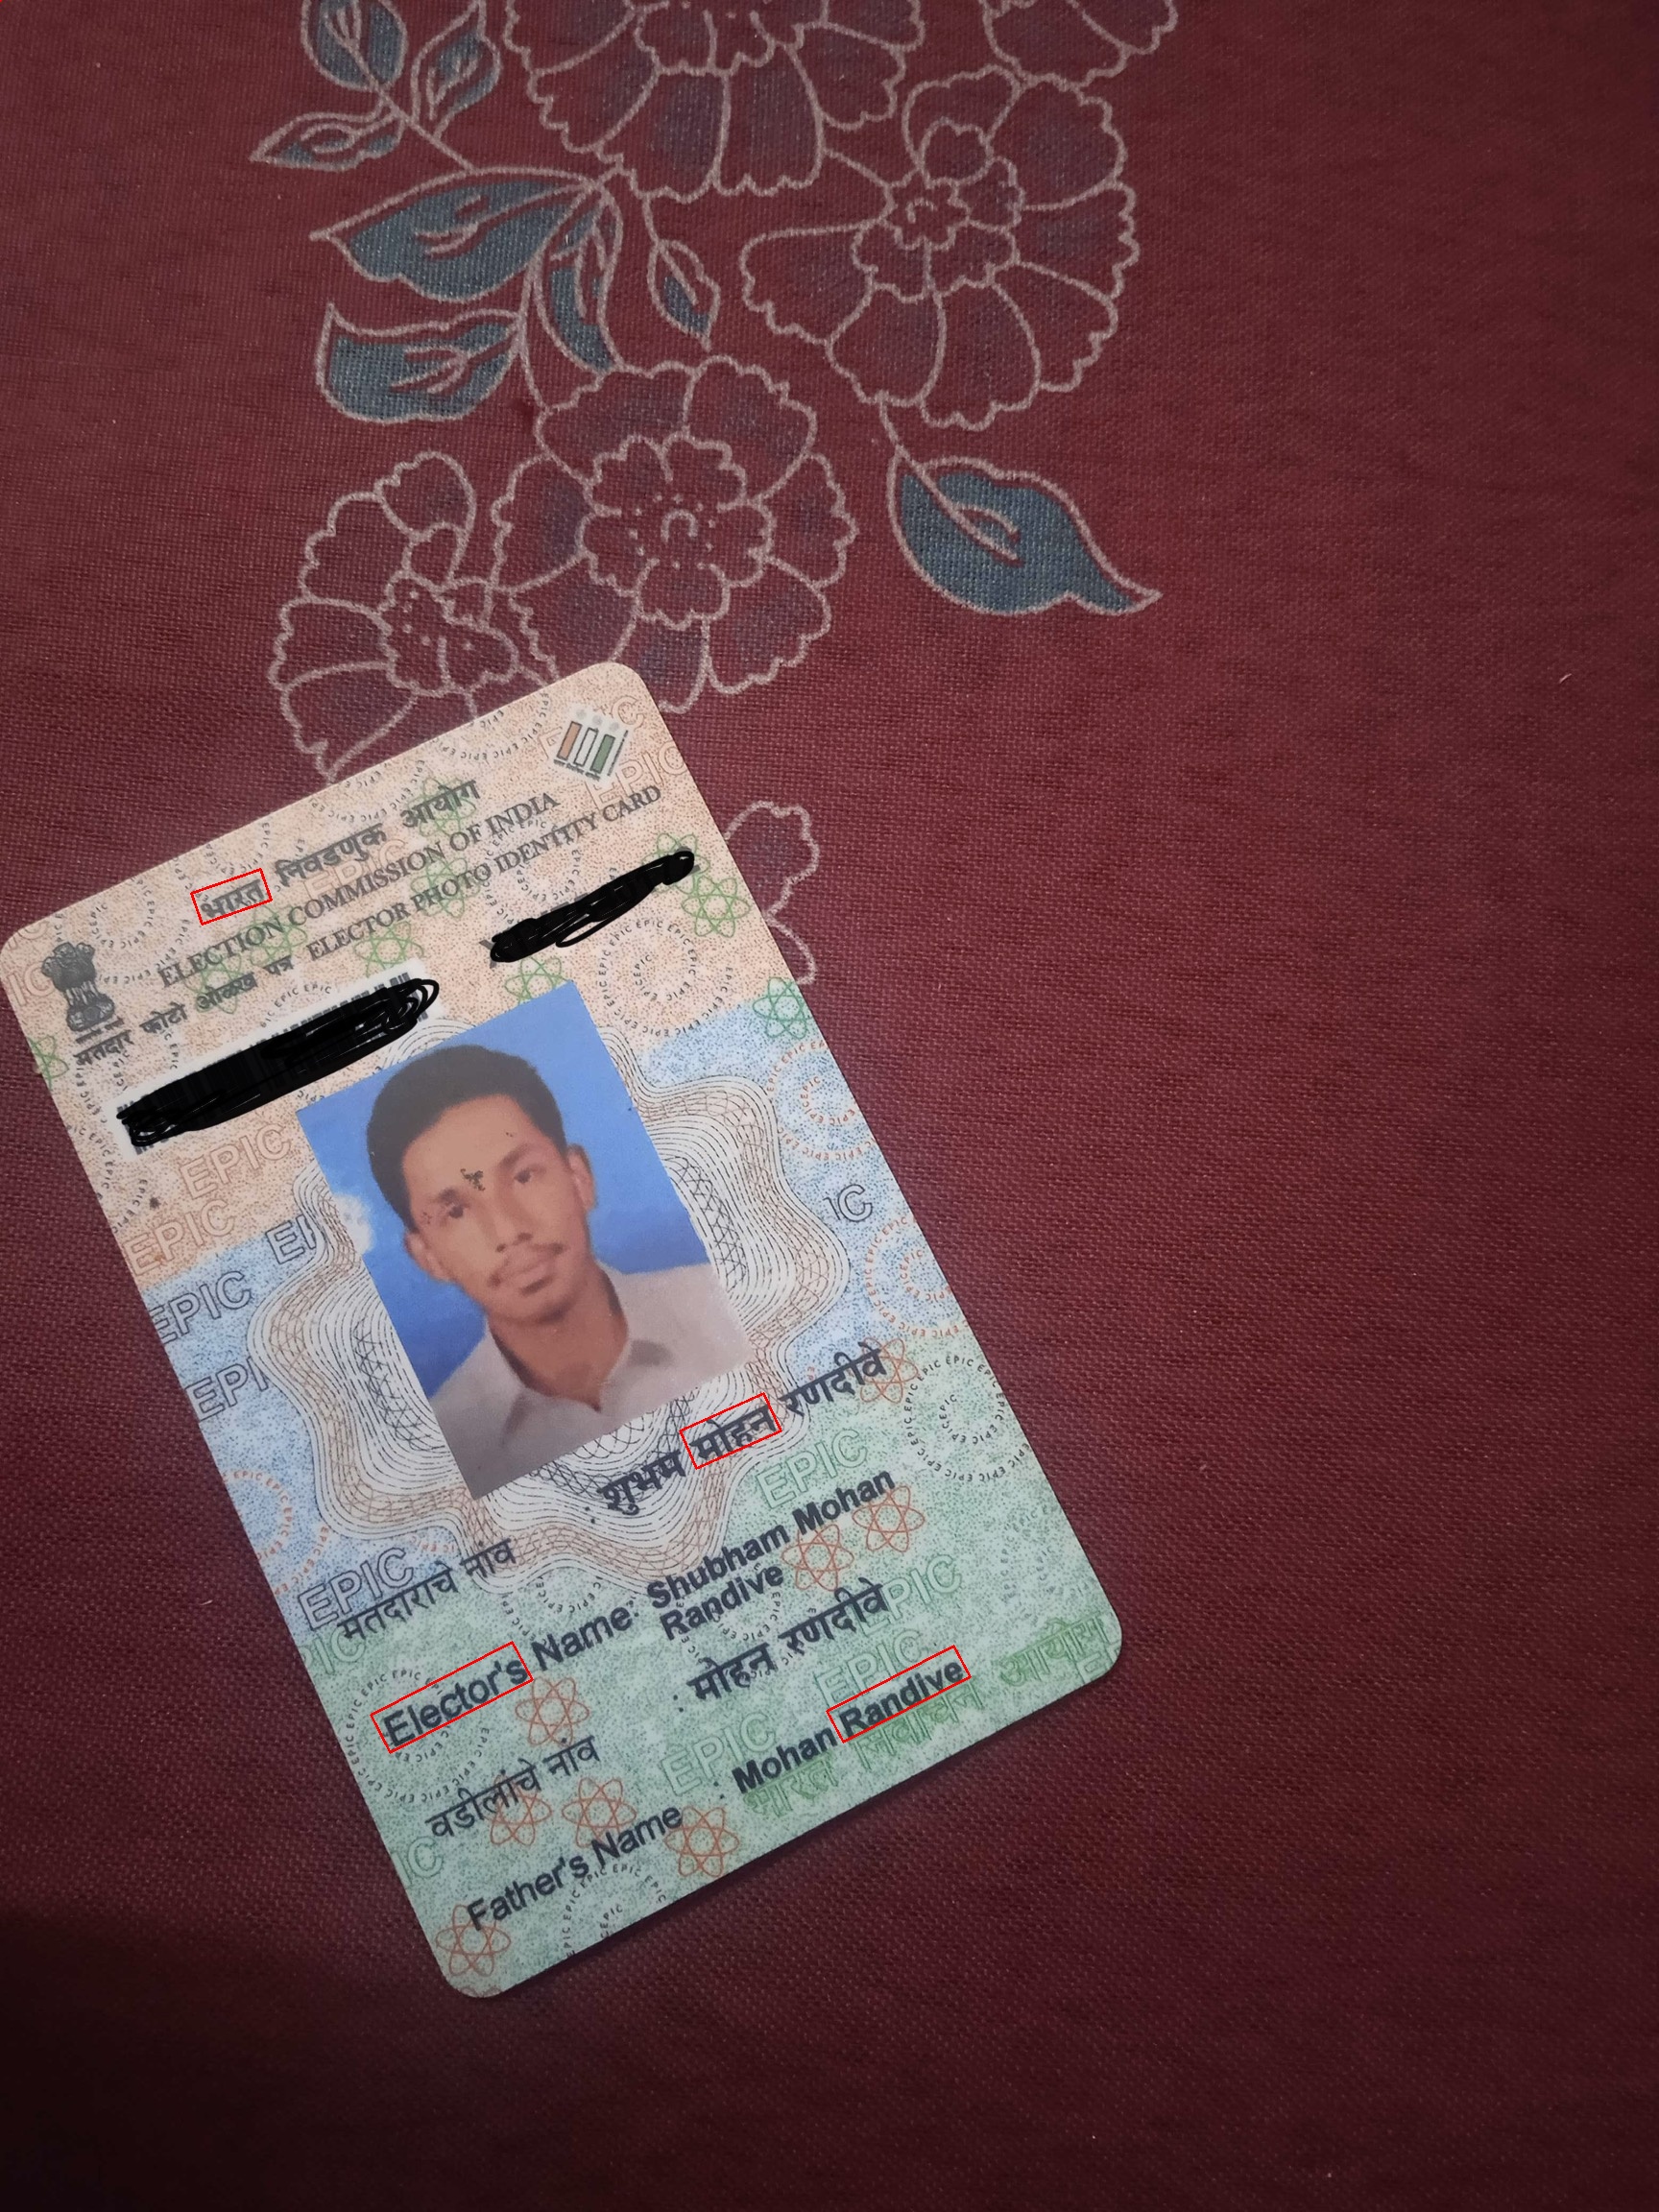 भारत निवडणुक आयोग
ELECTION COMMISSION OF INDIA
मतदार फोटो ओळख पत्र ELECTOR PHOTO IDENTITY CARD
: शुभम मोहन रणदीवे
मतदाराचे नांव
Elector's Name : Shubham Mohan
Randive
: मोहन रणदीवे
वडीलांचे नांव
Father's Name : Mohan Randive